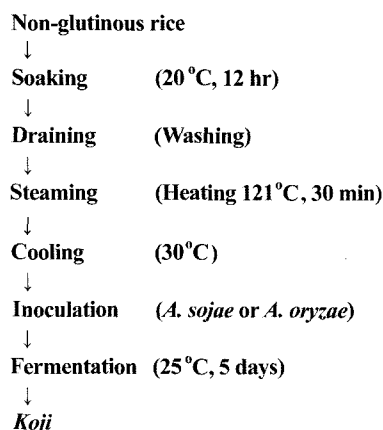 Non-glutinous rice
↓
Soaking (20 °C, 12 hr)
↓
Draining (Washing)
↓
Steaming (Heating 121°C, 30 min)
↓
Cooling (30°C)
↓
Inoculation (A. sojae or A. oryzae)
↓
Fermentation (25°C, 5 days)
↓
Koji